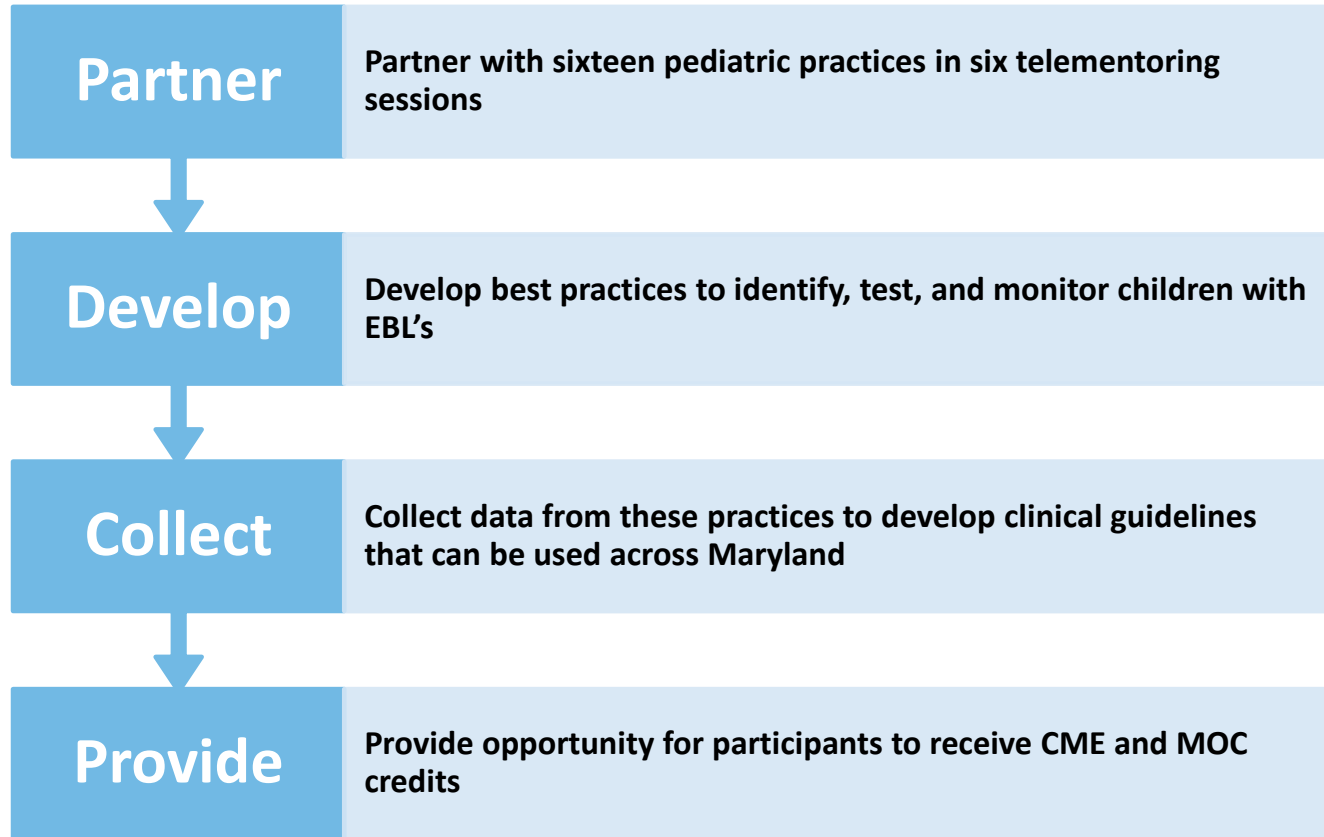 Partner
Partner with sixteen pediatric practices in six telementoring
sessions
Develop
Develop best practices to identify, test, and monitor children with
EBL’s
Collect
Collect data from these practices to develop clinical guidelines
that can be used across Maryland
Provide
Provide opportunity for participants to receive CME and MOC
credits